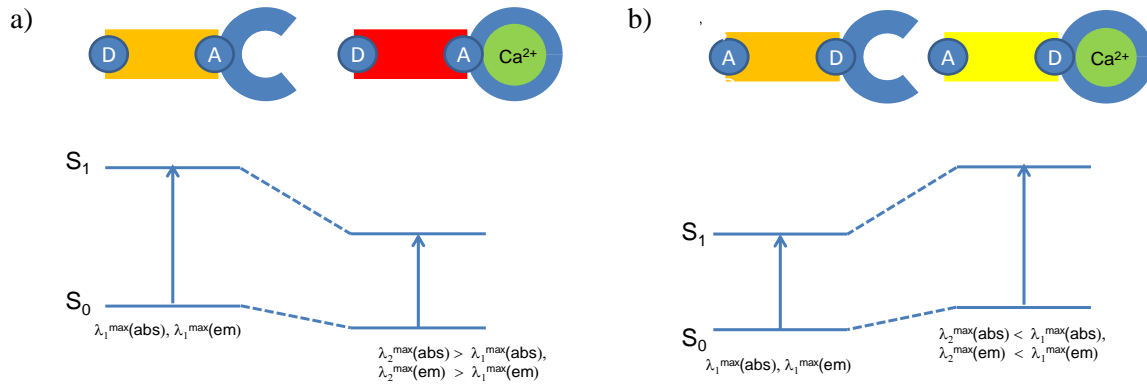 a)
D A A Ca²⁺ D
S₁
S₀
λ₁ᵐᵃˣ(abs), λ₁ᵐᵃˣ(em)
λ₂ᵐᵃˣ(abs) > λ₁ᵐᵃˣ(abs),
λ₂ᵐᵃˣ(em) > λ₁ᵐᵃˣ(em)
b)
,
A D A D Ca²⁺
S₁
S₀
λ₁ᵐᵃˣ(abs), λ₁ᵐᵃˣ(em)
λ₂ᵐᵃˣ(abs) < λ₁ᵐᵃˣ(abs),
λ₂ᵐᵃˣ(em) < λ₁ᵐᵃˣ(em)